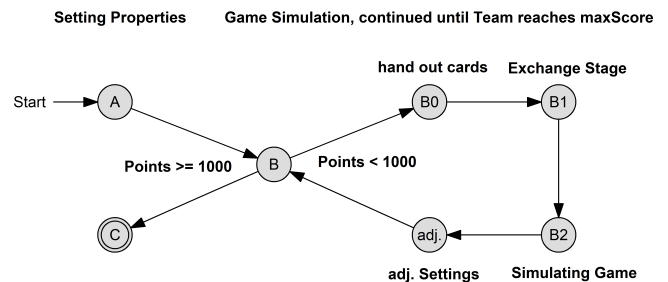 Setting Properties
Game Simulation, continued until Team reaches maxScore
hand out cards
Exchange Stage
Start
A
B0
B1
Points >= 1000
B
Points < 1000
C
adj.
B2
adj. Settings
Simulating Game